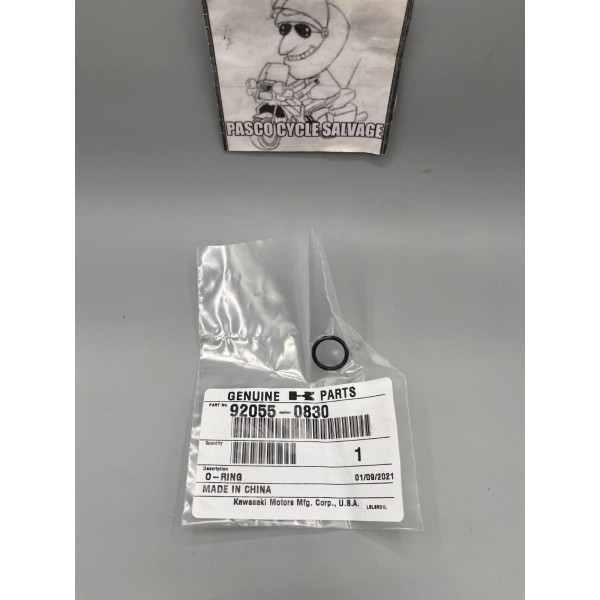 PASCO CYCLE SALVAGE
GENUINE K PARTS
PART No. 92055-0830
Quantity 1
Description
O-RING 01/09/2021
MADE IN CHINA
Kawasaki Motors Mfg. Corp., U.S.A. LBLSR01L